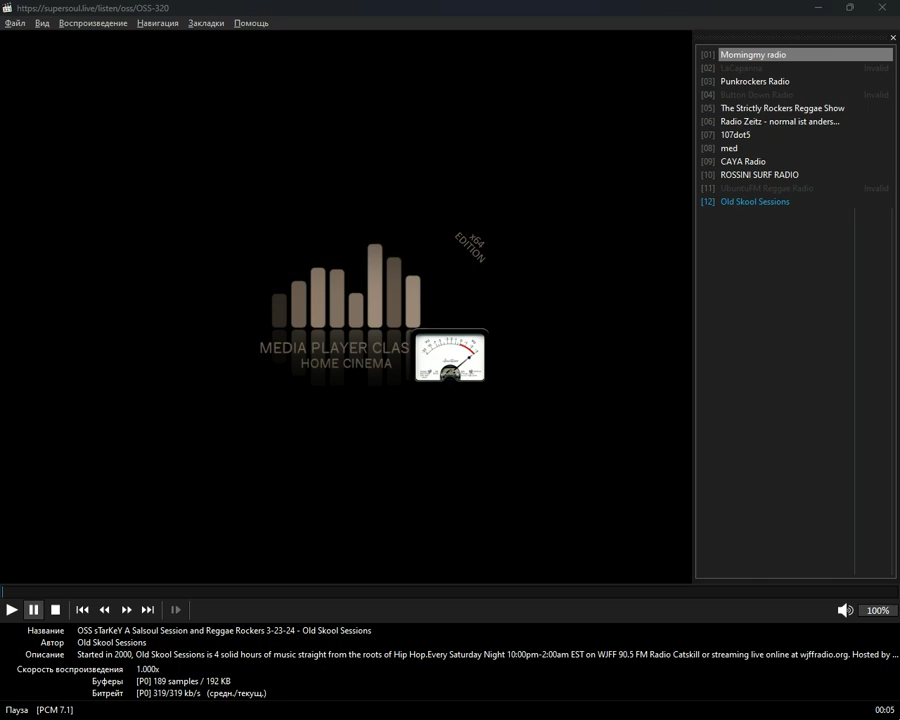 https://supersoul.live/listen/oss/OSS-320
Файл Вид Воспроизведение Навигация Закладки Помощь
[01] Morningmy radio
[02] LaCapanna Invalid
[03] Punkrockers Radio
[04] Button Down Radio Invalid
[05] The Strictly Rockers Reggae Show
[06] Radio Zeitz - normal ist anders...
[07] 107dot5
[08] med
[09] CAYA Radio
[10] ROSSINI SURF RADIO
[11] UbuntuFM Reggae Radio Invalid
[12] Old Skool Sessions
x64
EDITION
MEDIA PLAYER CLAS
HOME CINEMA
100%
Название OSS sTarKeY A Salsoul Session and Reggae Rockers 3-23-24 - Old Skool Sessions
Автор Old Skool Sessions
Описание Started in 2000, Old Skool Sessions is 4 solid hours of music straight from the roots of Hip Hop.Every Saturday Night 10:00pm-2:00am EST on WJFF 90.5 FM Radio Catskill or streaming live online at wjffradio.org. Hosted by ...
Скорость воспроизведения 1.000x
Буферы [P0] 189 samples / 192 KB
Битрейт [P0] 319/319 kb/s (средн./текущ.)
Пауза [PCM 7.1] 00:05